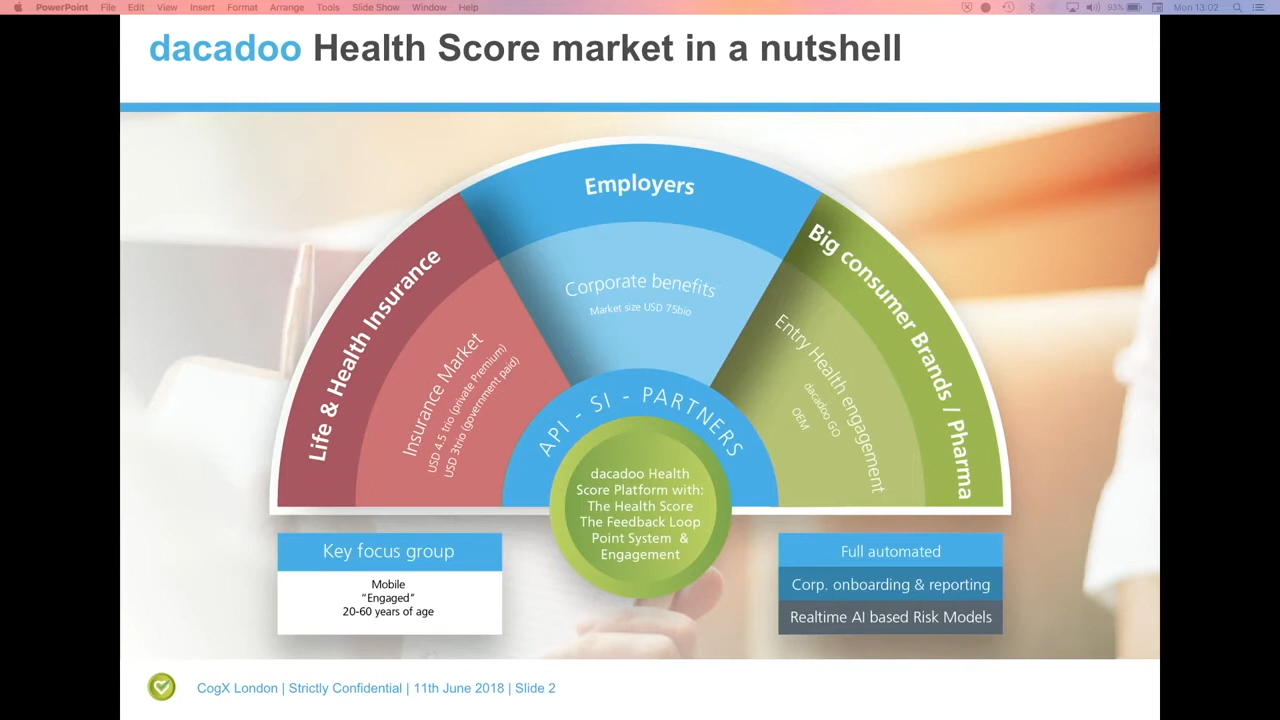 PowerPoint File Edit View Insert Format Arrange Tools Slide Show Window Help 93% Mon 13:02
dacadoo Health Score market in a nutshell
Employers
Corporate benefits
Market size USD 75bio
Life & Health Insurance
Insurance Market
USD 4.5 trio (private Premium)
USD 3trio (government paid)
Big consumer Brands / Pharma
Entry Health engagement
dacadoo GO
OEM
API - SI - PARTNERS
dacadoo Health
Score Platform with:
The Health Score
The Feedback Loop
Point System &
Engagement
Key focus group
Mobile
"Engaged"
20-60 years of age
Full automated
Corp. onboarding & reporting
Realtime AI based Risk Models
CogX London | Strictly Confidential | 11th June 2018 | Slide 2